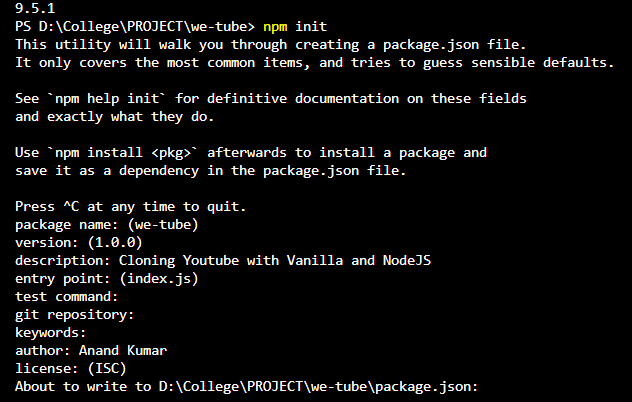 9.5.1
PS D:\College\PROJECT\we-tube> npm init
This utility will walk you through creating a package.json file.
It only covers the most common items, and tries to guess sensible defaults.

See `npm help init` for definitive documentation on these fields
and exactly what they do.

Use `npm install <pkg>` afterwards to install a package and
save it as a dependency in the package.json file.

Press ^C at any time to quit.
package name: (we-tube)
version: (1.0.0)
description: Cloning Youtube with Vanilla and NodeJS
entry point: (index.js)
test command:
git repository:
keywords:
author: Anand Kumar
license: (ISC)
About to write to D:\College\PROJECT\we-tube\package.json: